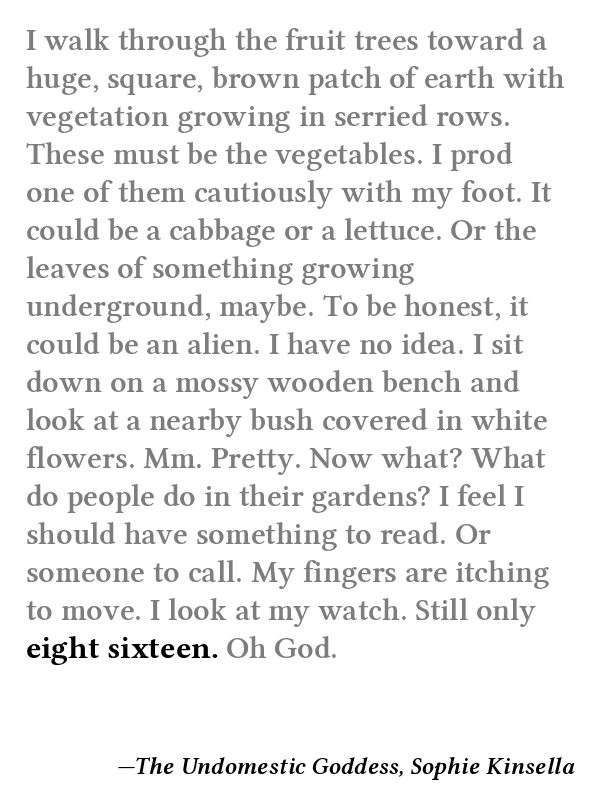 I walk through the fruit trees toward a
huge, square, brown patch of earth with
vegetation growing in serried rows.
These must be the vegetables. I prod
one of them cautiously with my foot. It
could be a cabbage or a lettuce. Or the
leaves of something growing
underground, maybe. To be honest, it
could be an alien. I have no idea. I sit
down on a mossy wooden bench and
look at a nearby bush covered in white
flowers. Mm. Pretty. Now what? What
do people do in their gardens? I feel I
should have something to read. Or
someone to call. My fingers are itching
to move. I look at my watch. Still only
eight sixteen. Oh God.
—The Undomestic Goddess, Sophie Kinsella